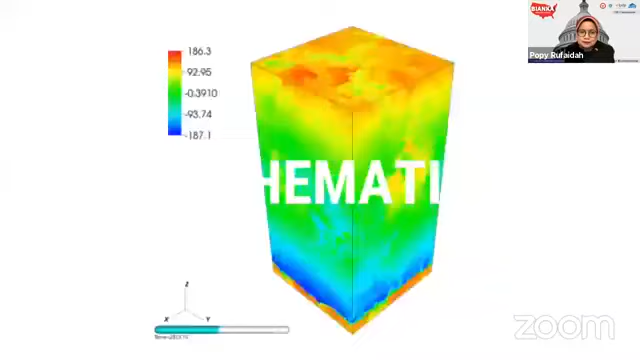 186.3
92.95
-0.3910
-93.74
-187.1
HEMATI
Z
X
Y
BIANKA
Popy Rufaidah
zoom